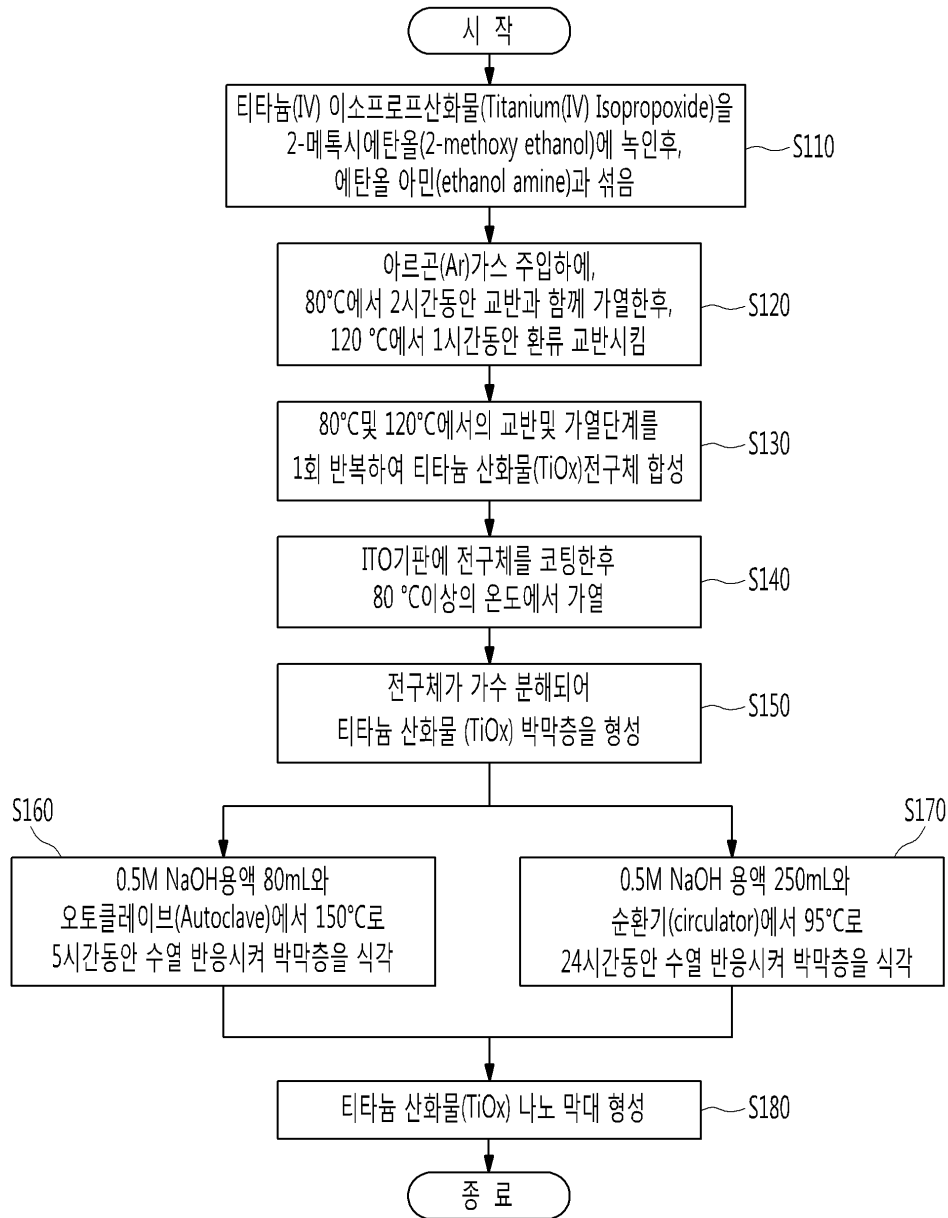 시 작
티타늄(IV) 이소프로프산화물(Titanium(IV) Isopropoxide)을
2-메톡시에탄올(2-methoxy ethanol)에 녹인후,
에탄올 아민(ethanol amine)과 섞음
S110
아르곤(Ar)가스 주입하에,
80°C에서 2시간동안 교반과 함께 가열한후,
120 °C에서 1시간동안 환류 교반시킴
S120
80°C및 120°C에서의 교반및 가열단계를
1회 반복하여 티타늄 산화물(TiOx)전구체 합성
S130
ITO기판에 전구체를 코팅한후
80 °C이상의 온도에서 가열
S140
전구체가 가수 분해되어
티타늄 산화물 (TiOx) 박막층을 형성
S150
S160
0.5M NaOH용액 80mL와
오토클레이브(Autoclave)에서 150°C로
5시간동안 수열 반응시켜 박막층을 식각
S170
0.5M NaOH 용액 250mL와
순환기(circulator)에서 95°C로
24시간동안 수열 반응시켜 박막층을 식각
티타늄 산화물(TiOx) 나노 막대 형성
S180
종 료